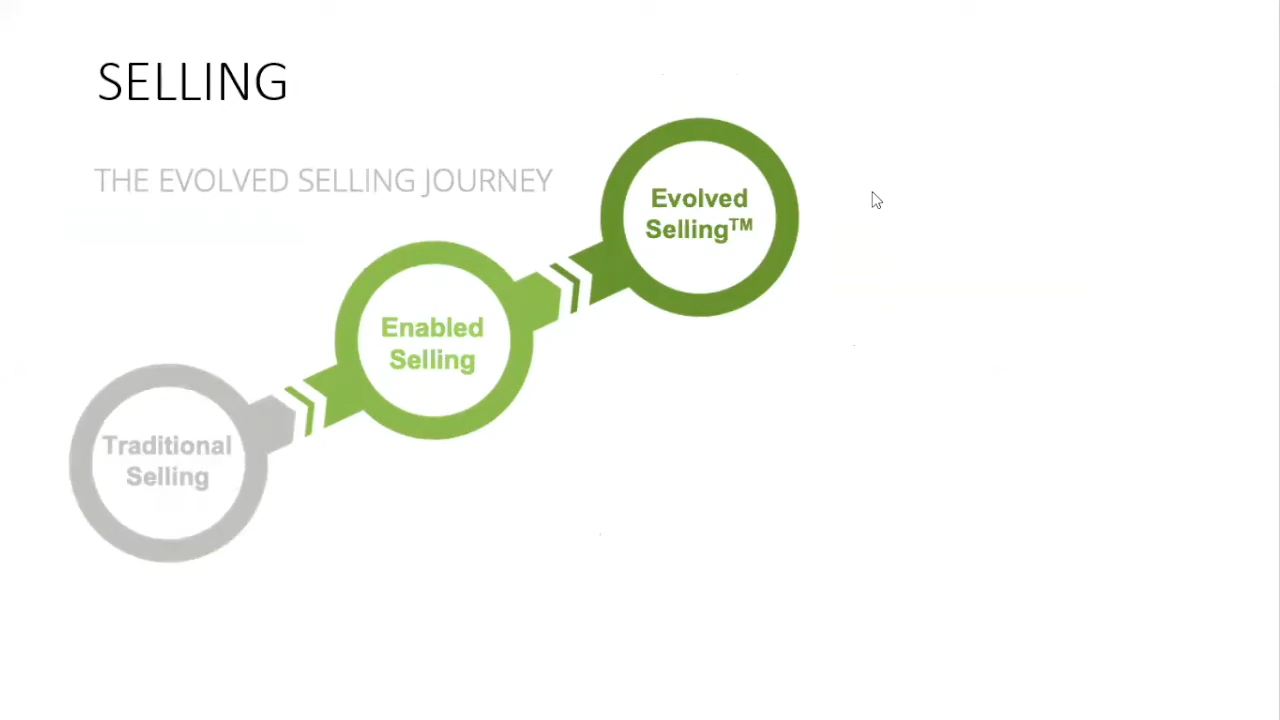 SELLING
THE EVOLVED SELLING JOURNEY
Evolved
Selling™
Enabled
Selling
Traditional
Selling